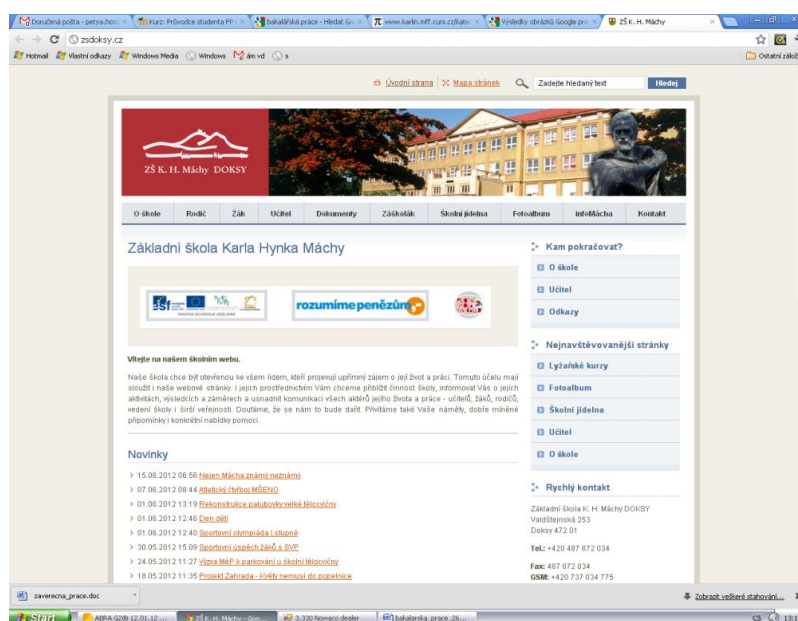 Doručená pošta - petya.hoz
Kurz: Průvodce studenta FP
bakalářská práce - Hledat
www.karlin.mff.cuni.cz/kate
Výsledky obrázků Google pro
ZŠ K. H. Máchy
zsdoksy.cz
Hotmail
Vlastní odkazy
Windows Media
Windows
ám vd
s
Ostatní zálož
Úvodní strana
Mapa stránek
Zadejte hledaný text
Hledej
ZŠ K. H. Máchy DOKSY
O škole Rodič Žák Učitel Dokumenty Záškolák Školní jídelna Fotoalbum infoMácha Kontakt
Základní škola Karla Hynka Máchy
esf
rozumímepenězům
Vítejte na našem školním webu.
Naše škola chce být otevřenou ke všem lidem, kteří projevují upřímný zájem o její život a práci. Tomuto účelu mají
sloužit i naše webové stránky. I jejich prostřednictvím Vám chceme přiblížit činnost školy, informovat Vás o jejích
aktivitách, výsledcích a záměrech a usnadnit komunikaci všech aktérů jejího života a práce - učitelů, žáků, rodičů,
vedení školy i širší veřejnosti. Doufáme, že se nám to bude dařit. Přivítáme také Vaše náměty, dobře míněné
připomínky i konkrétní nabídky pomoci.
Novinky
> 15.06.2012 06:56 Nejen Mácha známý neznámý
> 07.06.2012 08:44 Atletický čtyřboj MŠENO
> 01.06.2012 13:19 Rekonstrukce palubovky velké tělocvičny
> 01.06.2012 12:46 Den dětí
> 01.06.2012 12:40 Sportovní olympiáda I.stupně
> 30.05.2012 15:09 Sportovní úspěch žáků s SVP
> 24.05.2012 11:27 Výzva MěP k parkování u školní tělocvičny
> 18.05.2012 11:35 Projekt Zahrada - Květy nemusí do popelnice
Kam pokračovat?
O škole
Učitel
Odkazy
Nejnavštěvovanější stránky
Lyžařské kurzy
Fotoalbum
Školní jídelna
Učitel
O škole
Rychlý kontakt
Základní škola K. H. Máchy DOKSY
Valdštejnská 253
Doksy 472 01
Tel.: +420 487 872 034
Fax: 487 872 034
GSM: +420 737 034 775
zaverecna_prace.doc
Zobrazit veškerá stahování...
Start
ABRA G2XB 12.01.12 ...
ZŠ K. H. Máchy - Goo...
3.330 Nowaco dealer
bakalarska_prace_26...
CS
13:1